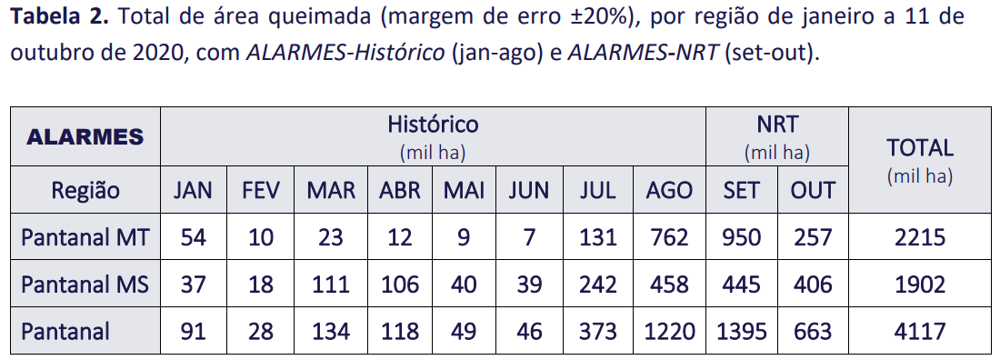 Tabela 2. Total de área queimada (margem de erro ±20%), por região de janeiro a 11 de
outubro de 2020, com ALARMES-Histórico (jan-ago) e ALARMES-NRT (set-out).
ALARMES Histórico (mil ha) NRT (mil ha) TOTAL (mil ha)
Região JAN FEV MAR ABR MAI JUN JUL AGO SET OUT
Pantanal MT 54 10 23 12 9 7 131 762 950 257 2215
Pantanal MS 37 18 111 106 40 39 242 458 445 406 1902
Pantanal 91 28 134 118 49 46 373 1220 1395 663 4117